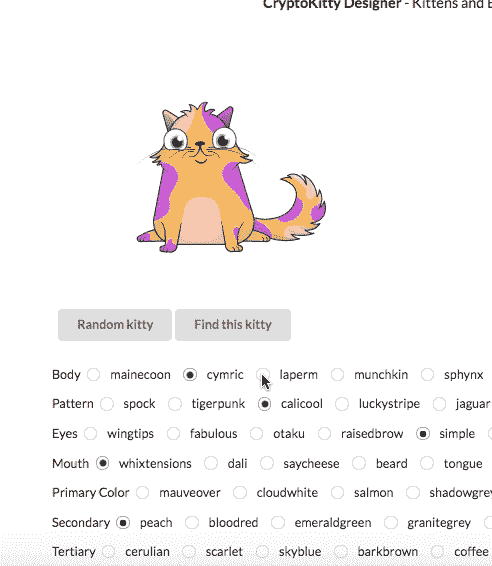 CryptoKitty Designer - Kittens and
Random kitty Find this kitty
Body mainecoon cymric laperm munchkin sphynx
Pattern spock tigerpunk calicool luckystripe jaguar
Eyes wingtips fabulous otaku raisedbrow simple
Mouth whixtensions dali saycheese beard tongue
Primary Color mauveover cloudwhite salmon shadowgrey
Secondary peach bloodred emeraldgreen granitegrey
Tertiary cerulian scarlet skyblue barkbrown coffee